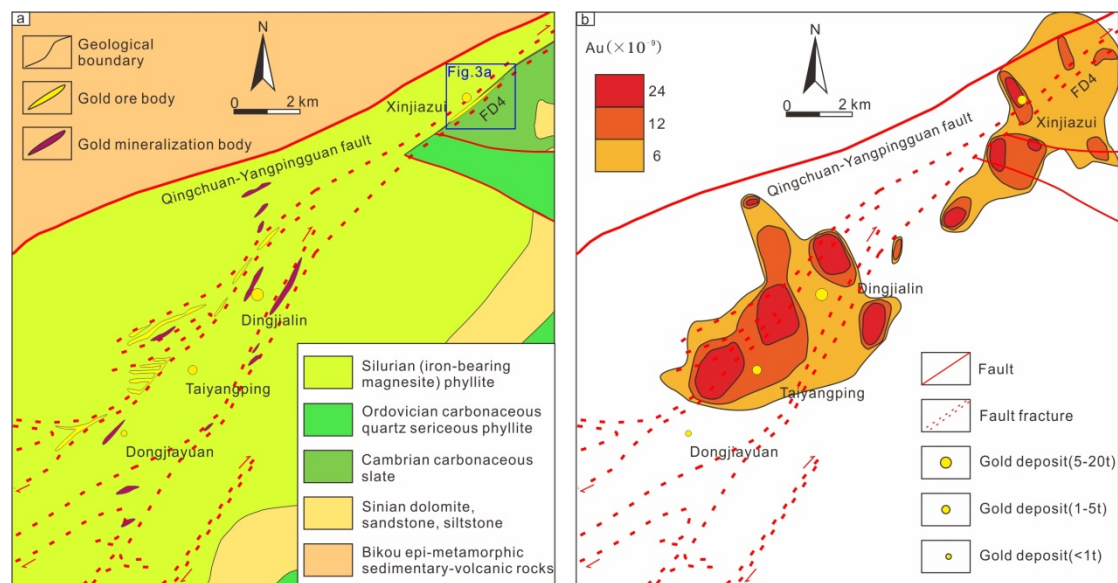 a
Geological
boundary
Gold ore body
Gold mineralization body
N
0 2 km
Fig.3a
Xinjiazui
FD4
Qingchuan-Yangpingguan fault
Dingjialin
Taiyangping
Dongjiayuan
Silurian (iron-bearing
magnesite) phyllite
Ordovician carbonaceous
quartz sericeous phyllite
Cambrian carbonaceous
slate
Sinian dolomite,
sandstone, siltstone
Bikou epi-metamorphic
sedimentary-volcanic rocks
b
Au(×10⁻⁹)
24
12
6
N
0 2 km
FD4
Xinjiazui
Qingchuan-Yangpingguan fault
Dingjialin
Taiyangping
Dongjiayuan
Fault
Fault fracture
Gold deposit(5-20t)
Gold deposit(1-5t)
Gold deposit(<1t)